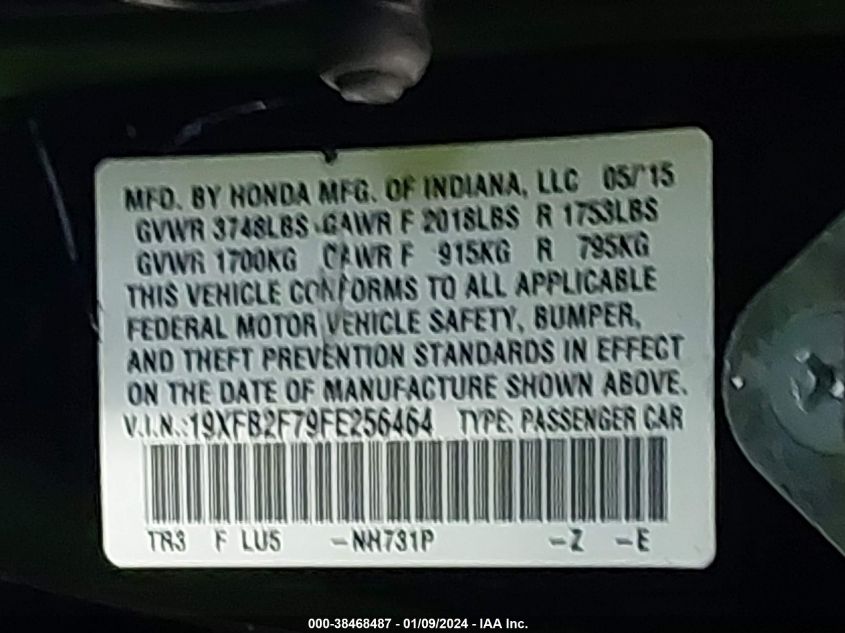 MFD. BY HONDA MFG. OF INDIANA, LLC 05/15
GVWR 3748LBS GAWR F 2018LBS R 1753LBS
GVWR 1700KG GAWR F 915KG R 795KG
THIS VEHICLE CONFORMS TO ALL APPLICABLE
FEDERAL MOTOR VEHICLE SAFETY, BUMPER,
AND THEFT PREVENTION STANDARDS IN EFFECT
ON THE DATE OF MANUFACTURE SHOWN ABOVE.
V.I.N.:19XFB2F79FE256464 TYPE: PASSENGER CAR
TR3 F LU5 -NH731P -Z -E
000-38468487 - 01/09/2024 - IAA Inc.